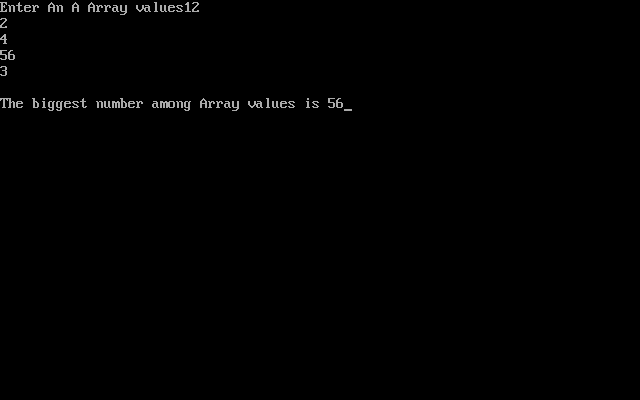 Enter An A Array values12
2
4
56
3
The biggest number among Array values is 56_